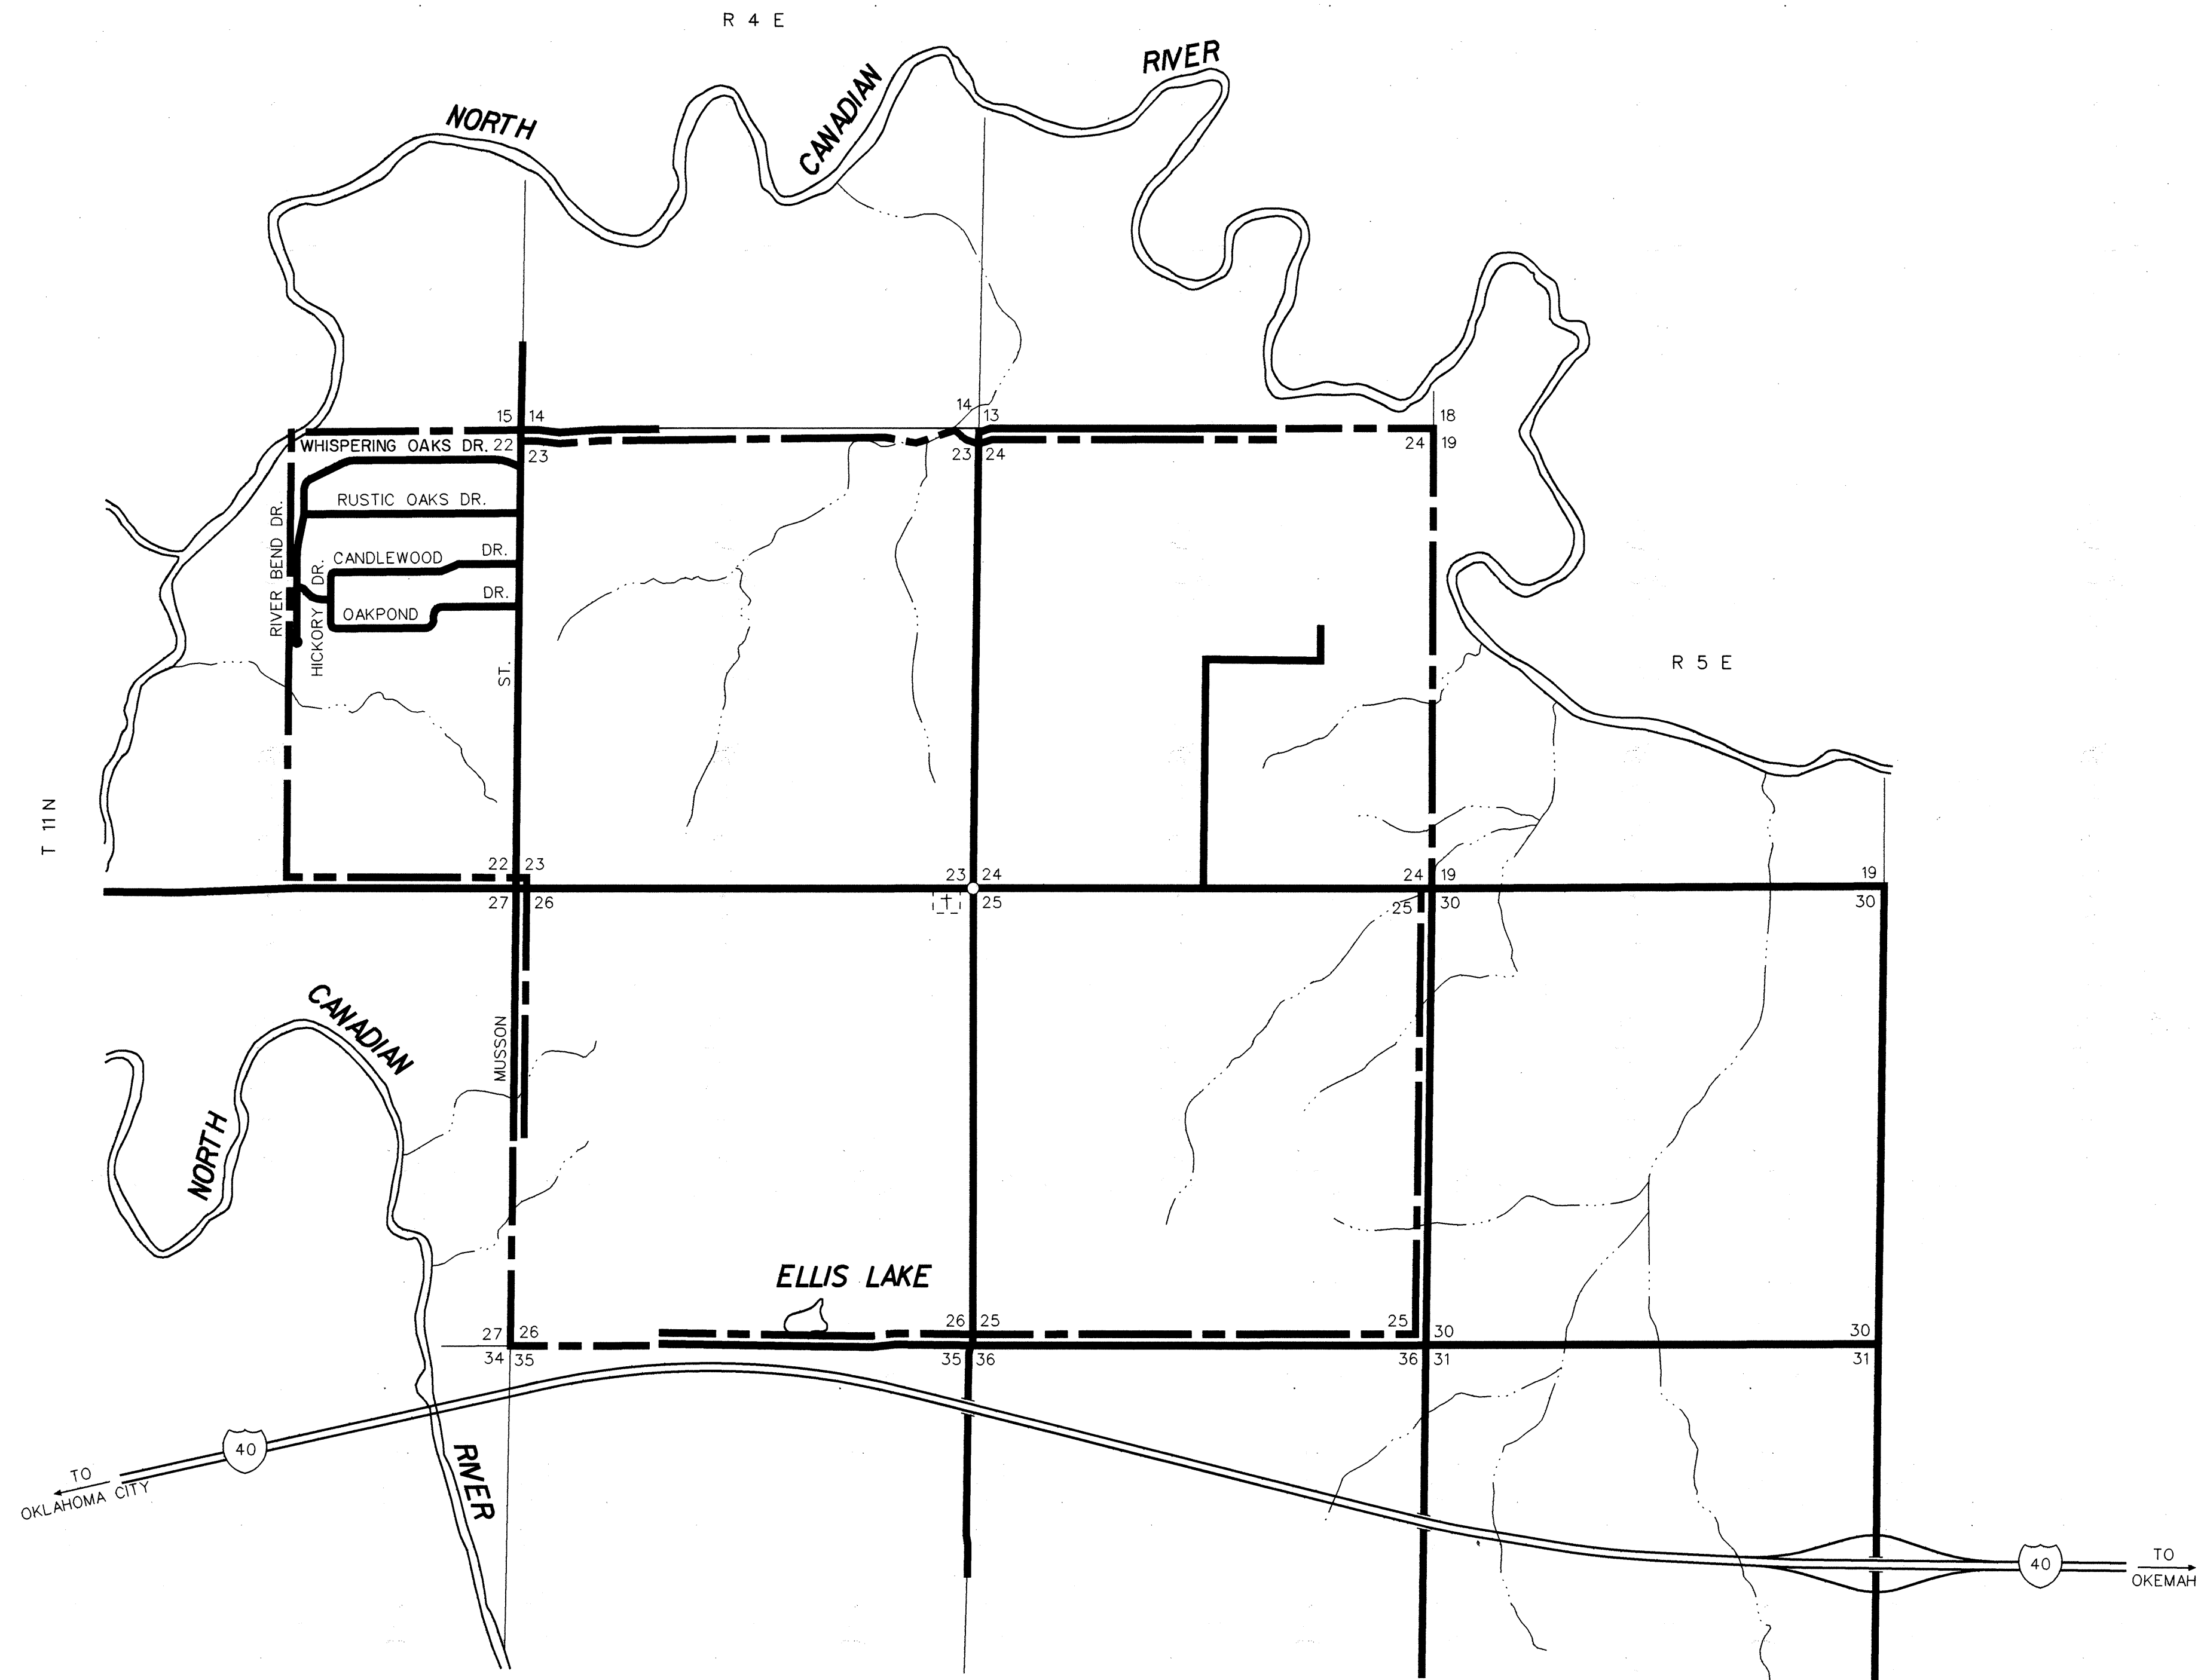 R 4 E
RIVER
CANADIAN
NORTH
15 14
14
13
18
WHISPERING OAKS DR. 22
23
23 24
24 19
RUSTIC OAKS DR.
RIVER BEND DR.
CANDLEWOOD DR.
HICKORY DR.
OAKPOND DR.
ST.
R 5 E
T 11 N
22 23
23 24
24 19
19
27 26
25
25 30
30
MUSSON
CANADIAN
NORTH
ELLIS LAKE
27 26
26 25
25 30
30
34 35
35 36
36 31
31
40
RIVER
TO
OKLAHOMA CITY
40
TO
OKEMAH